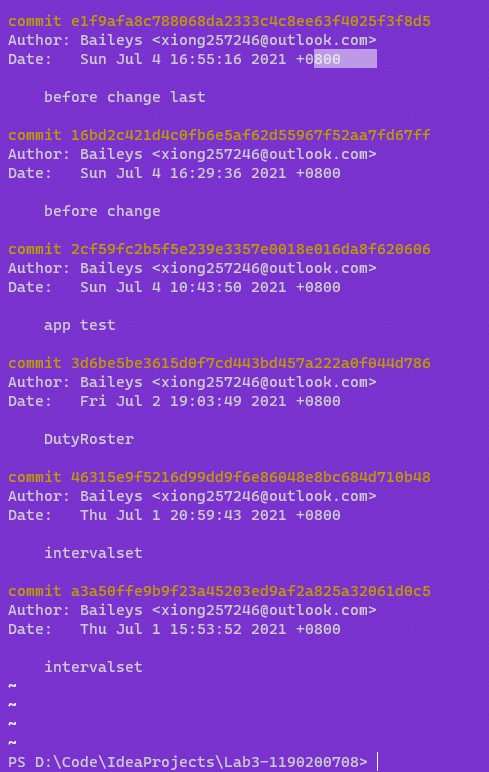 commit e1f9afa8c788068da2333c4c8ee63f4025f3f8d5
Author: Baileys <xiong257246@outlook.com>
Date:   Sun Jul 4 16:55:16 2021 +0800
before change last
commit 16bd2c421d4c0fb6e5af62d55967f52aa7fd67ff
Author: Baileys <xiong257246@outlook.com>
Date:   Sun Jul 4 16:29:36 2021 +0800
before change
commit 2cf59fc2b5f5e239e3357e0018e016da8f620606
Author: Baileys <xiong257246@outlook.com>
Date:   Sun Jul 4 10:43:50 2021 +0800
app test
commit 3d6be5be3615d0f7cd443bd457a222a0f044d786
Author: Baileys <xiong257246@outlook.com>
Date:   Fri Jul 2 19:03:49 2021 +0800
DutyRoster
commit 46315e9f5216d99dd9f6e86048e8bc684d710b48
Author: Baileys <xiong257246@outlook.com>
Date:   Thu Jul 1 20:59:43 2021 +0800
intervalset
commit a3a50ffe9b9f23a45203ed9af2a825a32061d0c5
Author: Baileys <xiong257246@outlook.com>
Date:   Thu Jul 1 15:53:52 2021 +0800
intervalset
~
~
~
~
PS D:\Code\IdeaProjects\Lab3-1190200708>